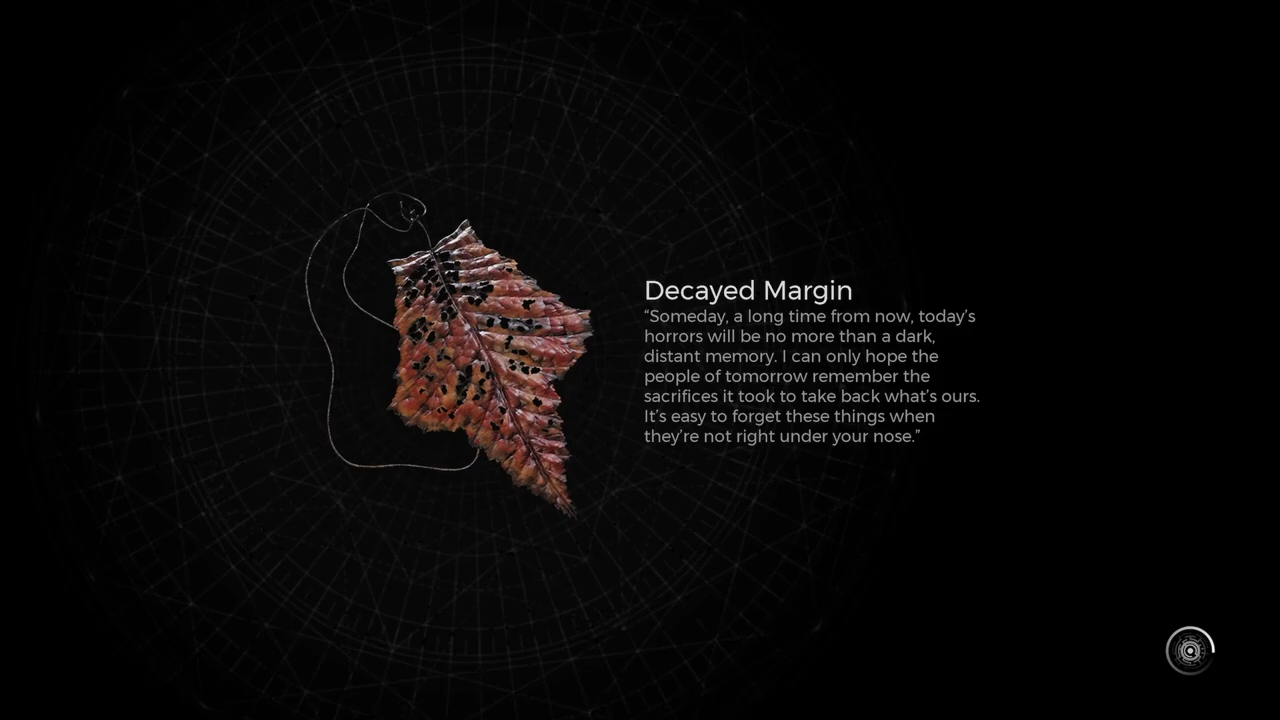 Decayed Margin
“Someday, a long time from now, today’s
horrors will be no more than a dark,
distant memory. I can only hope the
people of tomorrow remember the
sacrifices it took to take back what’s ours.
It’s easy to forget these things when
they’re not right under your nose.”